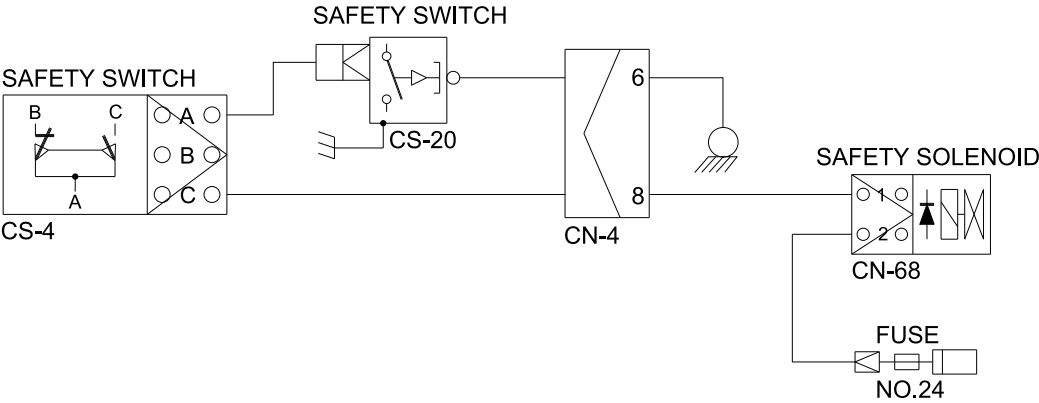 SAFETY SWITCH
SAFETY SWITCH
B C A
A
B
C
CS-4
CS-20
6
8
CN-4
SAFETY SOLENOID
1
2
CN-68
FUSE
NO.24